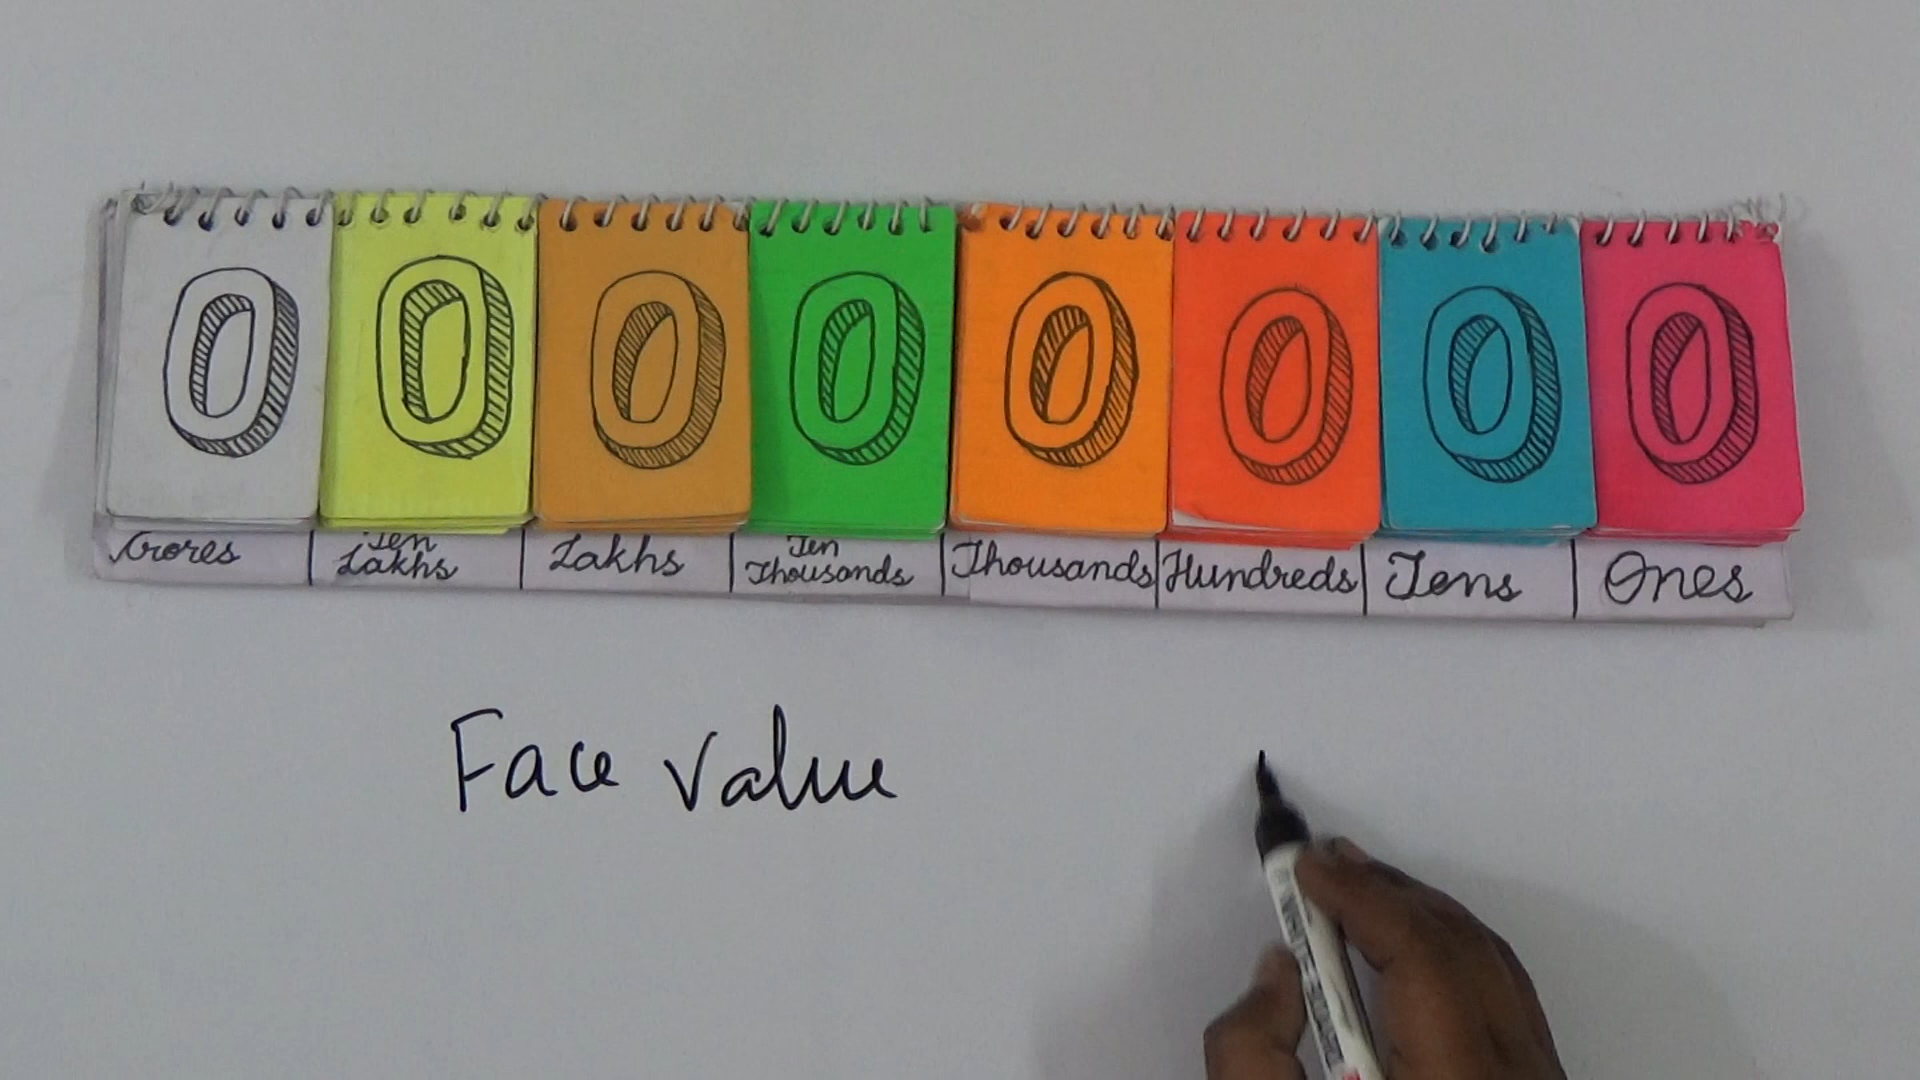 0 0 0 0 0 0 0 0
Crores Ten Lakhs Lakhs Ten Thousands Thousands Hundreds Tens Ones
Face value